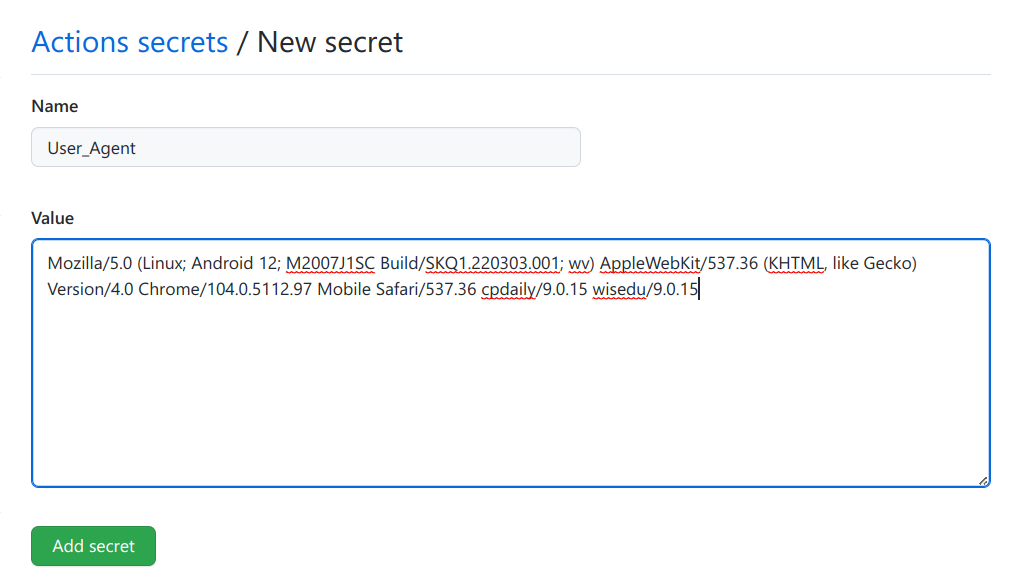 Actions secrets / New secret
Name
User_Agent
Value
Mozilla/5.0 (Linux; Android 12; M2007J1SC Build/SKQ1.220303.001; wv) AppleWebKit/537.36 (KHTML, like Gecko)
Version/4.0 Chrome/104.0.5112.97 Mobile Safari/537.36 cpdaily/9.0.15 wisedu/9.0.15
Add secret